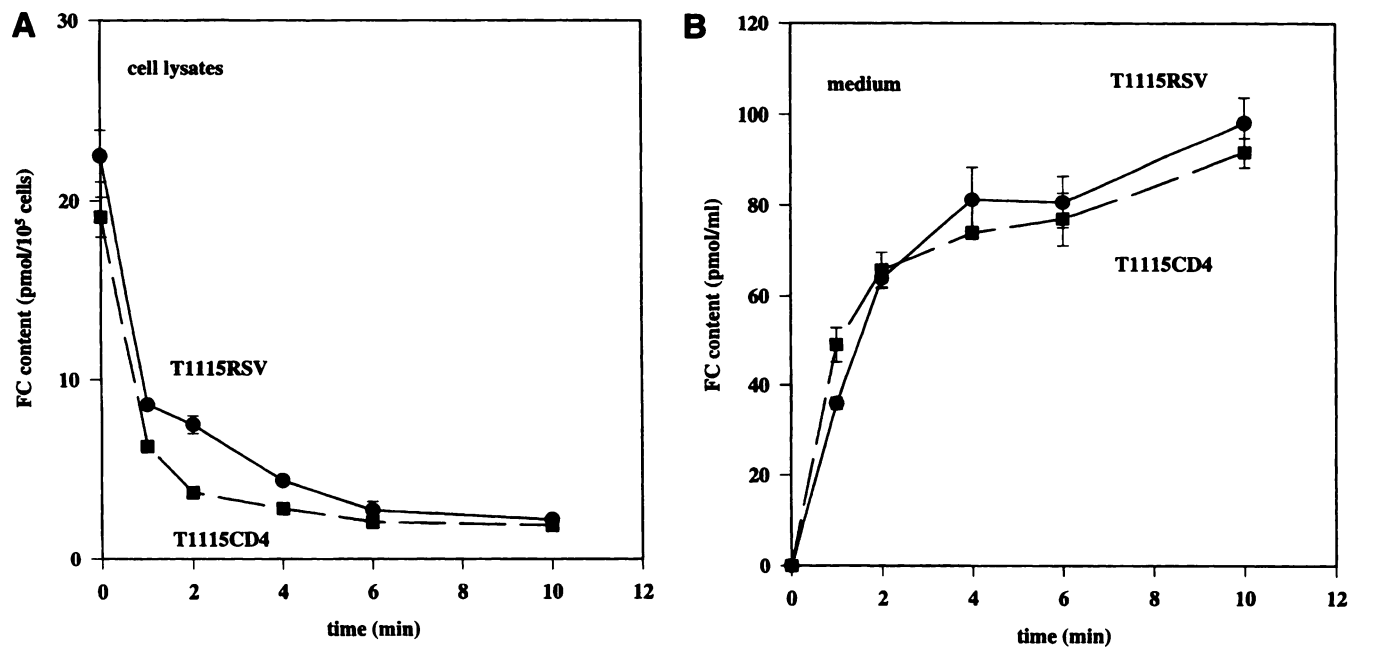 A
30
20
10
0
FC content (pmol/10⁵ cells)
cell lysates
T1115RSV
T1115CD4
0 2 4 6 8 10 12
time (min)
B
120
100
80
60
40
20
0
FC content (pmol/ml)
medium
T1115RSV
T1115CD4
0 2 4 6 8 10 12
time (min)